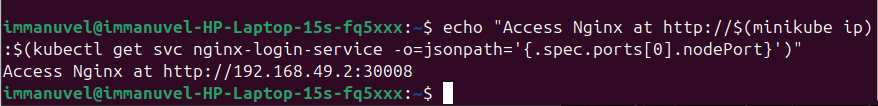 immanuvel@immanuvel-HP-Laptop-15s-fq5xxx:~$ echo "Access Nginx at http://$(minikube ip)
:$(kubectl get svc nginx-login-service -o=jsonpath='{.spec.ports[0].nodePort}')"
Access Nginx at http://192.168.49.2:30008
immanuvel@immanuvel-HP-Laptop-15s-fq5xxx:~$